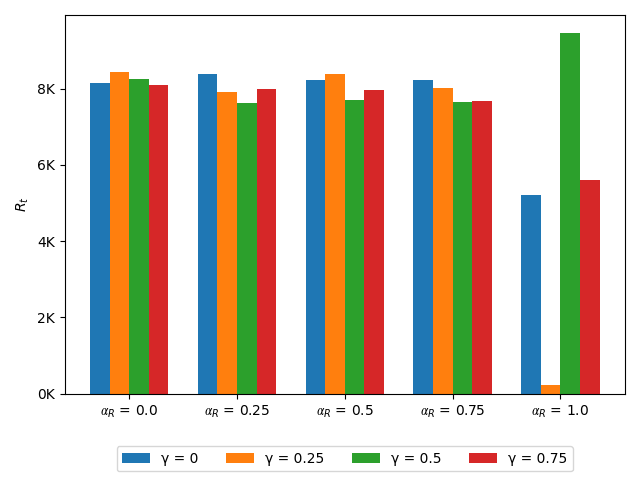 R_t
8K
6K
4K
2K
0K
α_R = 0.0 α_R = 0.25 α_R = 0.5 α_R = 0.75 α_R = 1.0
γ = 0 γ = 0.25 γ = 0.5 γ = 0.75